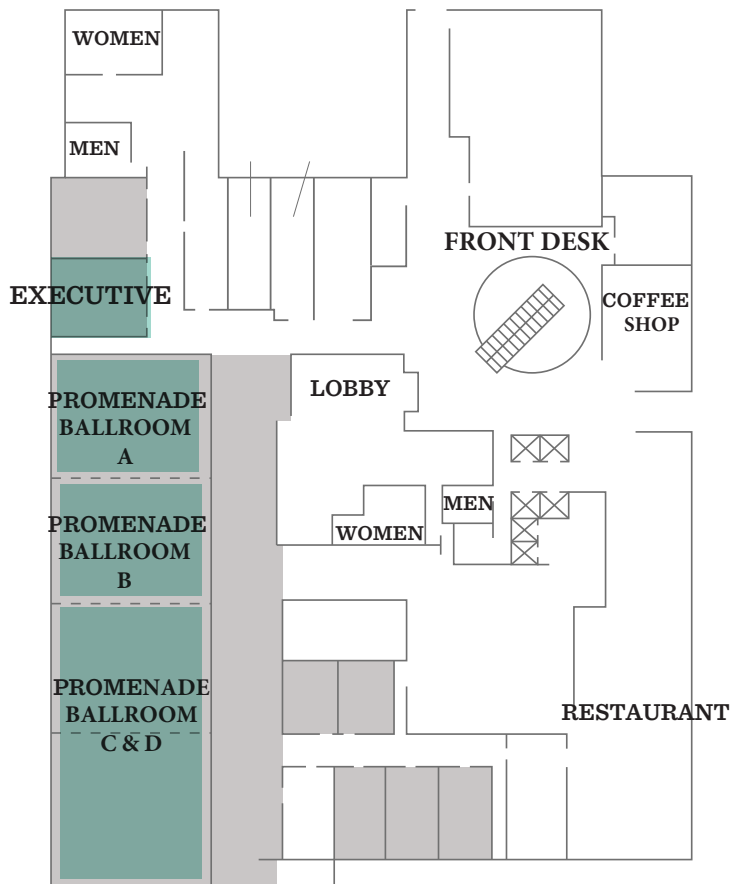 WOMEN
MEN
FRONT DESK
EXECUTIVE
COFFEE
SHOP
LOBBY
PROMENADE
BALLROOM
A
MEN
PROMENADE
BALLROOM
B
WOMEN
PROMENADE
BALLROOM
C & D
RESTAURANT